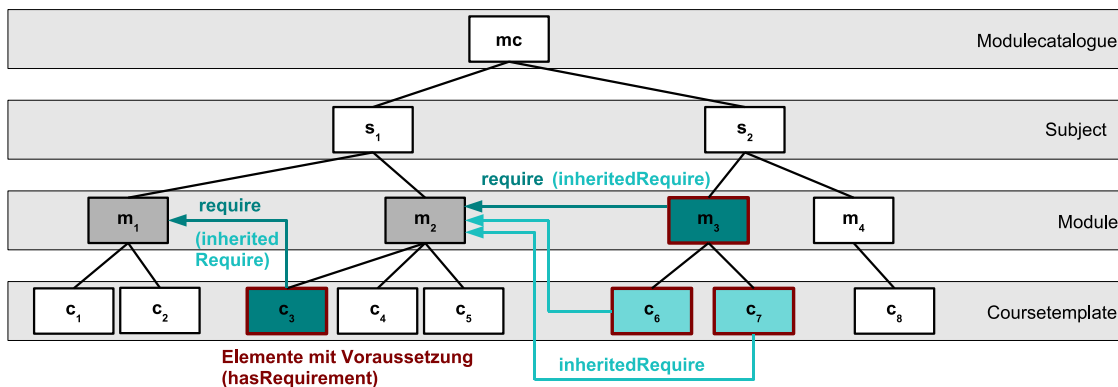 mc
Modulecatalogue
s₁
s₂
Subject
require (inheritedRequire)
m₁
require
(inherited
Require)
m₂
m₃
m₄
Module
c₁
c₂
c₃
c₄
c₅
c₆
c₇
c₈
Coursetemplate
Elemente mit Voraussetzung
(hasRequirement)
inheritedRequire